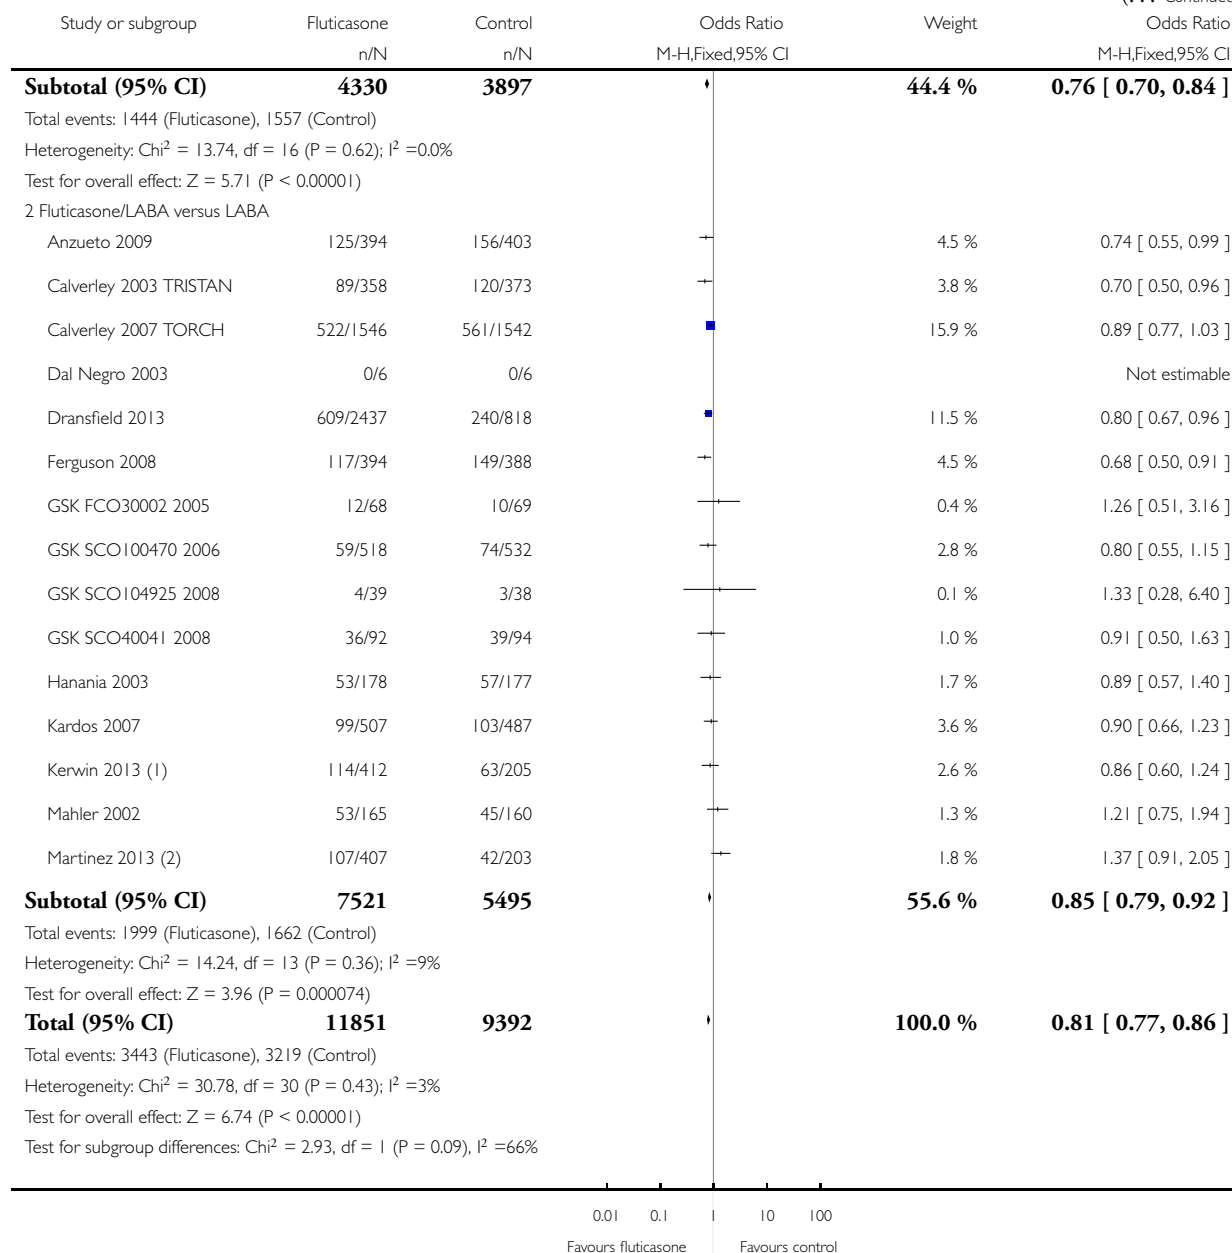 (. . . Continued
Study or subgroup Fluticasone Control Odds Ratio Weight Odds Ratio
n/N n/N M-H,Fixed,95% CI M-H,Fixed,95% CI
Subtotal (95% CI) 4330 3897 44.4 % 0.76 [ 0.70, 0.84 ]
Total events: 1444 (Fluticasone), 1557 (Control)
Heterogeneity: Chi² = 13.74, df = 16 (P = 0.62); I² =0.0%
Test for overall effect: Z = 5.71 (P < 0.00001)
2 Fluticasone/LABA versus LABA
Anzueto 2009 125/394 156/403 4.5 % 0.74 [ 0.55, 0.99 ]
Calverley 2003 TRISTAN 89/358 120/373 3.8 % 0.70 [ 0.50, 0.96 ]
Calverley 2007 TORCH 522/1546 561/1542 15.9 % 0.89 [ 0.77, 1.03 ]
Dal Negro 2003 0/6 0/6 Not estimable
Dransfield 2013 609/2437 240/818 11.5 % 0.80 [ 0.67, 0.96 ]
Ferguson 2008 117/394 149/388 4.5 % 0.68 [ 0.50, 0.91 ]
GSK FCO30002 2005 12/68 10/69 0.4 % 1.26 [ 0.51, 3.16 ]
GSK SCO100470 2006 59/518 74/532 2.8 % 0.80 [ 0.55, 1.15 ]
GSK SCO104925 2008 4/39 3/38 0.1 % 1.33 [ 0.28, 6.40 ]
GSK SCO40041 2008 36/92 39/94 1.0 % 0.91 [ 0.50, 1.63 ]
Hanania 2003 53/178 57/177 1.7 % 0.89 [ 0.57, 1.40 ]
Kardos 2007 99/507 103/487 3.6 % 0.90 [ 0.66, 1.23 ]
Kerwin 2013 (1) 114/412 63/205 2.6 % 0.86 [ 0.60, 1.24 ]
Mahler 2002 53/165 45/160 1.3 % 1.21 [ 0.75, 1.94 ]
Martinez 2013 (2) 107/407 42/203 1.8 % 1.37 [ 0.91, 2.05 ]
Subtotal (95% CI) 7521 5495 55.6 % 0.85 [ 0.79, 0.92 ]
Total events: 1999 (Fluticasone), 1662 (Control)
Heterogeneity: Chi² = 14.24, df = 13 (P = 0.36); I² =9%
Test for overall effect: Z = 3.96 (P = 0.000074)
Total (95% CI) 11851 9392 100.0 % 0.81 [ 0.77, 0.86 ]
Total events: 3443 (Fluticasone), 3219 (Control)
Heterogeneity: Chi² = 30.78, df = 30 (P = 0.43); I² =3%
Test for overall effect: Z = 6.74 (P < 0.00001)
Test for subgroup differences: Chi² = 2.93, df = 1 (P = 0.09), I² =66%
0.01 0.1 1 10 100
Favours fluticasone Favours control